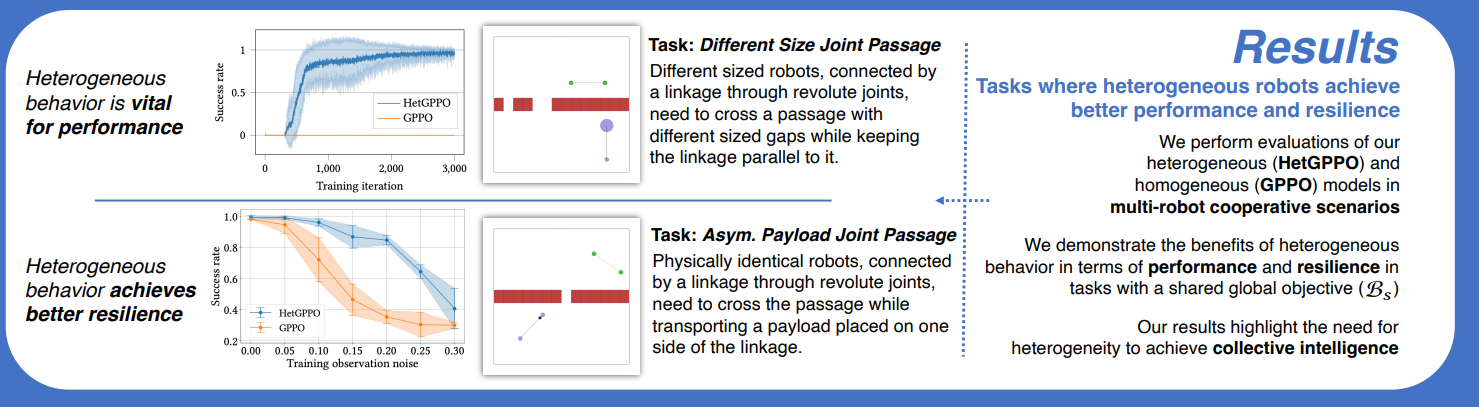 Results
Tasks where heterogeneous robots achieve
better performance and resilience
We perform evaluations of our
heterogeneous (HetGPPO) and
homogeneous (GPPO) models in
multi-robot cooperative scenarios
We demonstrate the benefits of heterogeneous
behavior in terms of performance and resilience in
tasks with a shared global objective (ℬₛ)
Our results highlight the need for
heterogeneity to achieve collective intelligence
Heterogeneous
behavior is vital
for performance
Success rate
1
0.5
0
HetGPPO
GPPO
0
1,000
2,000
3,000
Training iteration
Task: Different Size Joint Passage
Different sized robots, connected by
a linkage through revolute joints,
need to cross a passage with
different sized gaps while keeping
the linkage parallel to it.
Heterogeneous
behavior achieves
better resilience
Success rate
1.0
0.8
0.6
0.4
0.2
HetGPPO
GPPO
0.00
0.05
0.10
0.15
0.20
0.25
0.30
Training observation noise
Task: Asym. Payload Joint Passage
Physically identical robots, connected
by a linkage through revolute joints,
need to cross the passage while
transporting a payload placed on one
side of the linkage.